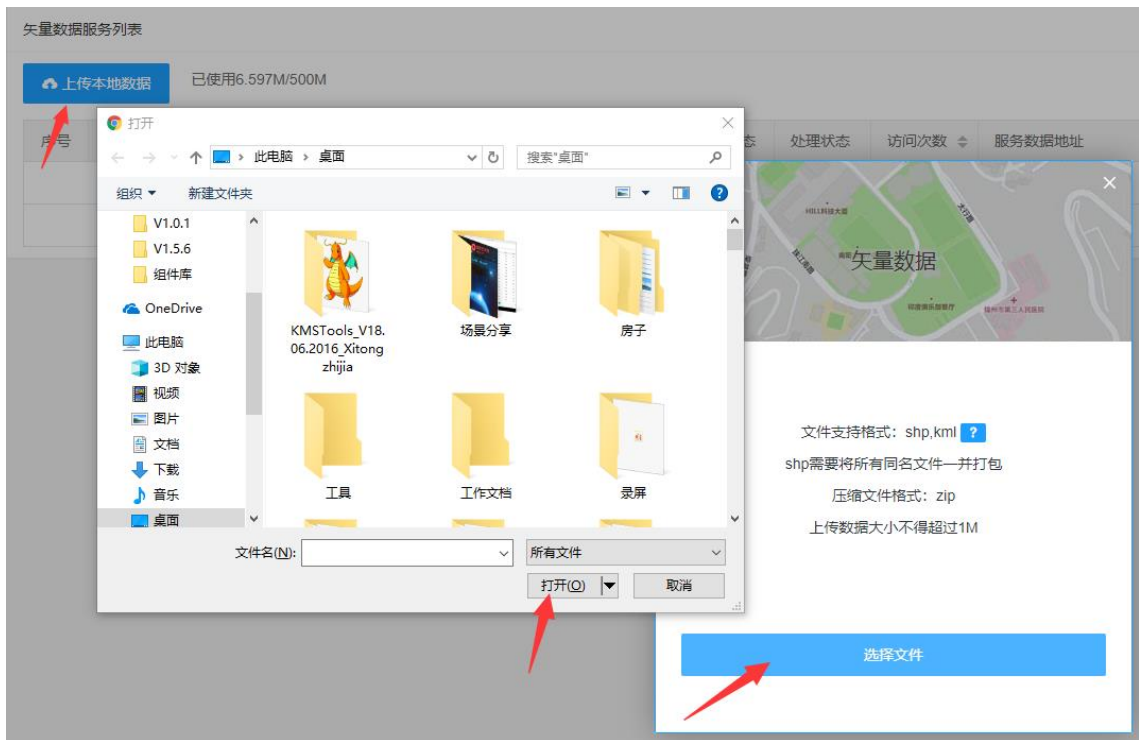 矢量数据服务列表
上传本地数据
已使用6.597M/500M
序号
态
处理状态
访问次数
服务数据地址
打开
此电脑 › 桌面
搜索"桌面"
组织
新建文件夹
V1.0.1
V1.5.6
组件库
OneDrive
此电脑
3D 对象
视频
图片
文档
下载
音乐
桌面
KMSTools_V18.
06.2016_Xitong
zhijia
场景分享
房子
工具
工作文档
录屏
文件名(N):
所有文件
打开(O)
取消
矢量数据
文件支持格式：shp,kml ?
shp需要将所有同名文件一并打包
压缩文件格式：zip
上传数据大小不得超过1M
选择文件